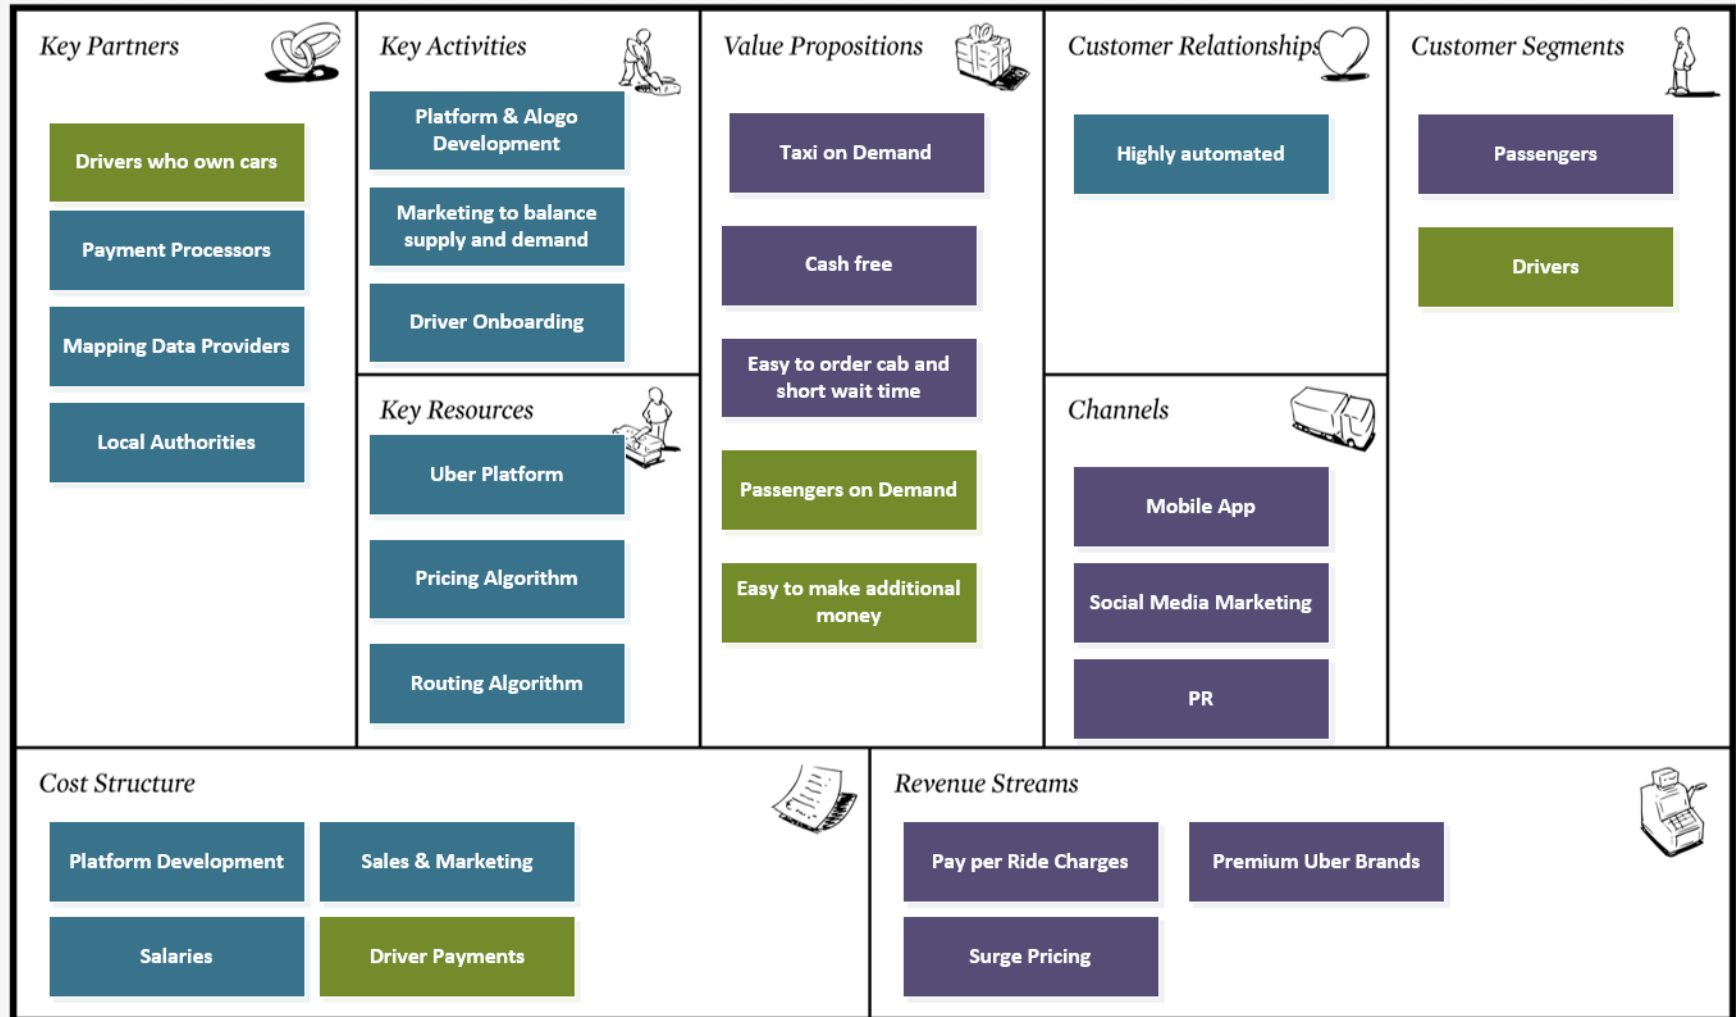 Key Partners
Drivers who own cars
Payment Processors
Mapping Data Providers
Local Authorities
Key Activities
Platform & Alogo
Development
Marketing to balance
supply and demand
Driver Onboarding
Key Resources
Uber Platform
Pricing Algorithm
Routing Algorithm
Value Propositions
Taxi on Demand
Cash free
Easy to order cab and
short wait time
Passengers on Demand
Easy to make additional
money
Customer Relationships
Highly automated
Channels
Mobile App
Social Media Marketing
PR
Customer Segments
Passengers
Drivers
Cost Structure
Platform Development
Sales & Marketing
Salaries
Driver Payments
Revenue Streams
Pay per Ride Charges
Premium Uber Brands
Surge Pricing